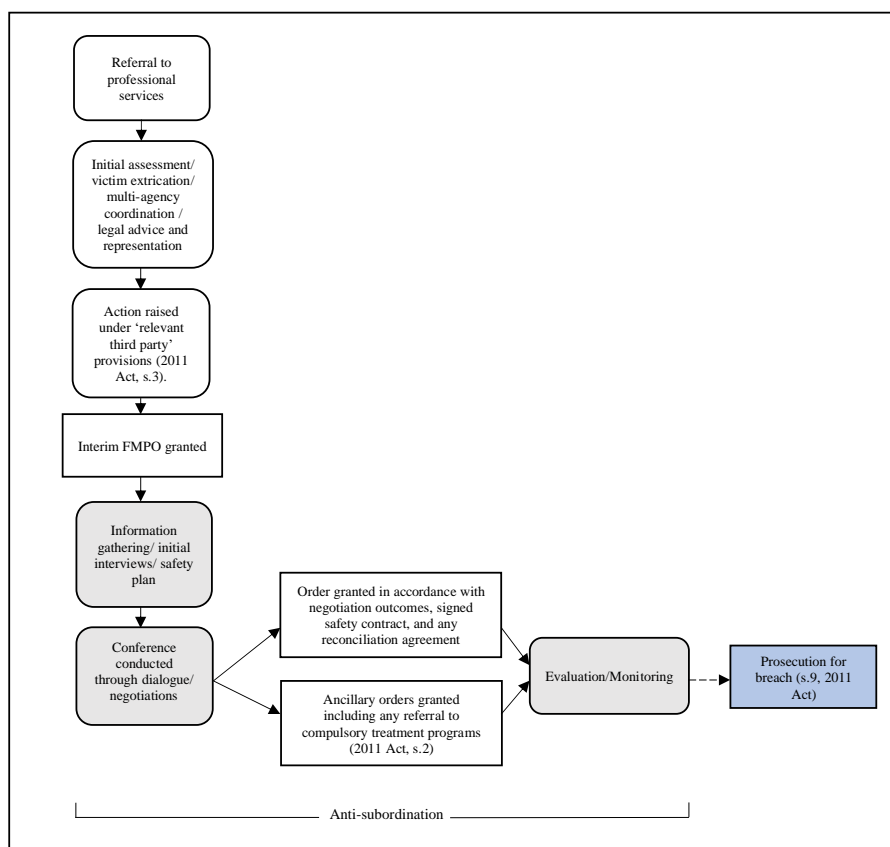 Referral to
professional
services
Initial assessment/
victim extrication/
multi-agency
coordination /
legal advice and
representation
Action raised
under ‘relevant
third party’
provisions (2011
Act, s.3).
Interim FMPO granted
Information
gathering/ initial
interviews/ safety
plan
Conference
conducted
through dialogue/
negotiations
Order granted in accordance with
negotiation outcomes, signed
safety contract, and any
reconciliation agreement
Ancillary orders granted
including any referral to
compulsory treatment programs
(2011 Act, s.2)
Evaluation/Monitoring
Prosecution for
breach (s.9, 2011
Act)
Anti-subordination